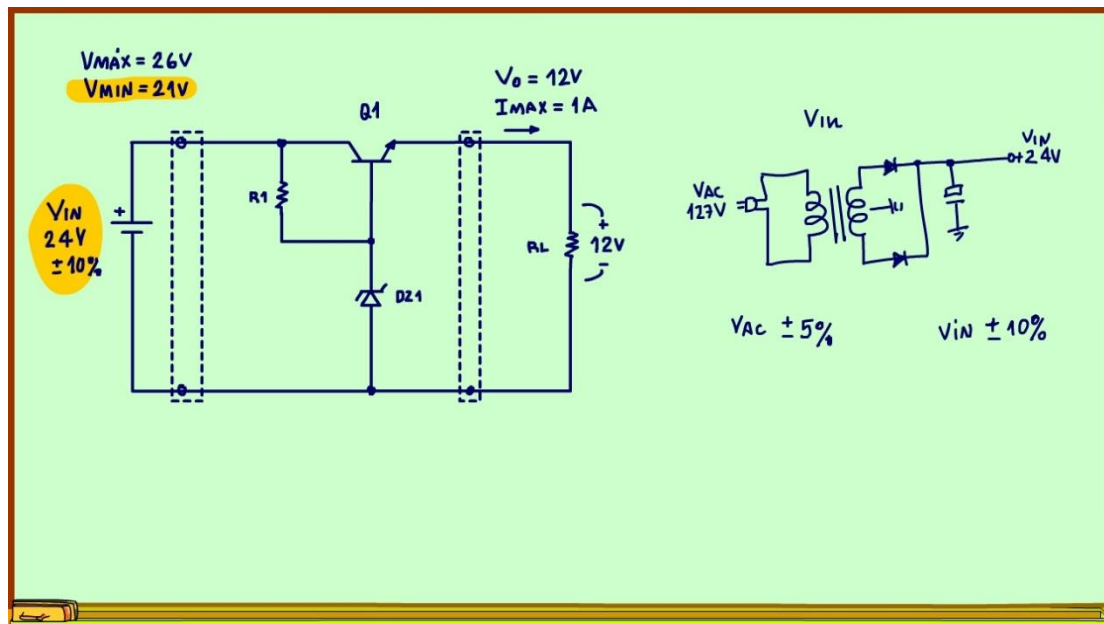 VMÁX = 26V
VMIN = 21V
Vo = 12V
IMAX = 1A
Q1
R1
VIN
24V
±10%
+
DZ1
RL
+
12V
-
VIN
VAC
127V
VIN
+24V
VAC ±5%
VIN ±10%